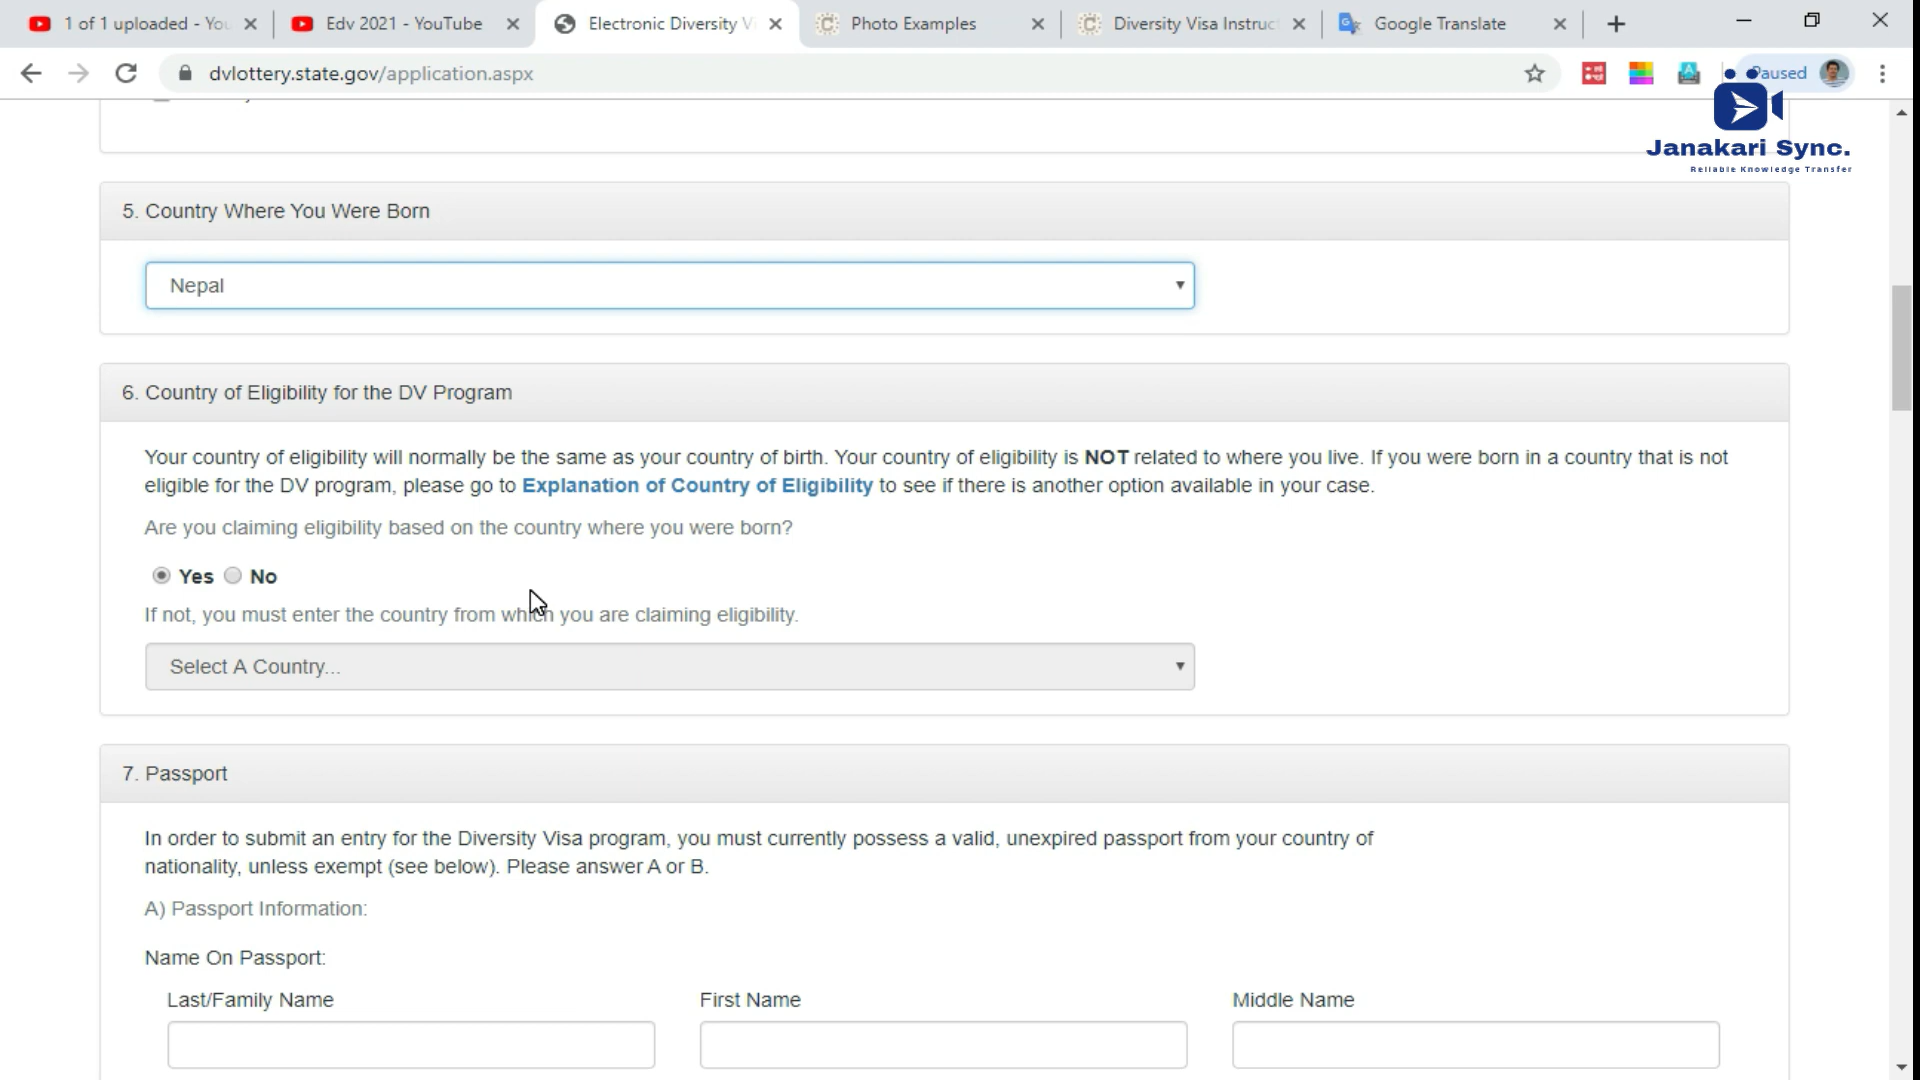 1 of 1 uploaded - You
Edv 2021 - YouTube
Electronic Diversity Vi
Photo Examples
Diversity Visa Instruct
Google Translate
dvlottery.state.gov/application.aspx
Paused
Janakari Sync.
Reliable Knowledge Transfer
5. Country Where You Were Born
Nepal
6. Country of Eligibility for the DV Program
Your country of eligibility will normally be the same as your country of birth. Your country of eligibility is NOT related to where you live. If you were born in a country that is not
eligible for the DV program, please go to Explanation of Country of Eligibility to see if there is another option available in your case.
Are you claiming eligibility based on the country where you were born?
Yes No
If not, you must enter the country from which you are claiming eligibility.
Select A Country...
7. Passport
In order to submit an entry for the Diversity Visa program, you must currently possess a valid, unexpired passport from your country of
nationality, unless exempt (see below). Please answer A or B.
A) Passport Information:
Name On Passport:
Last/Family Name First Name Middle Name